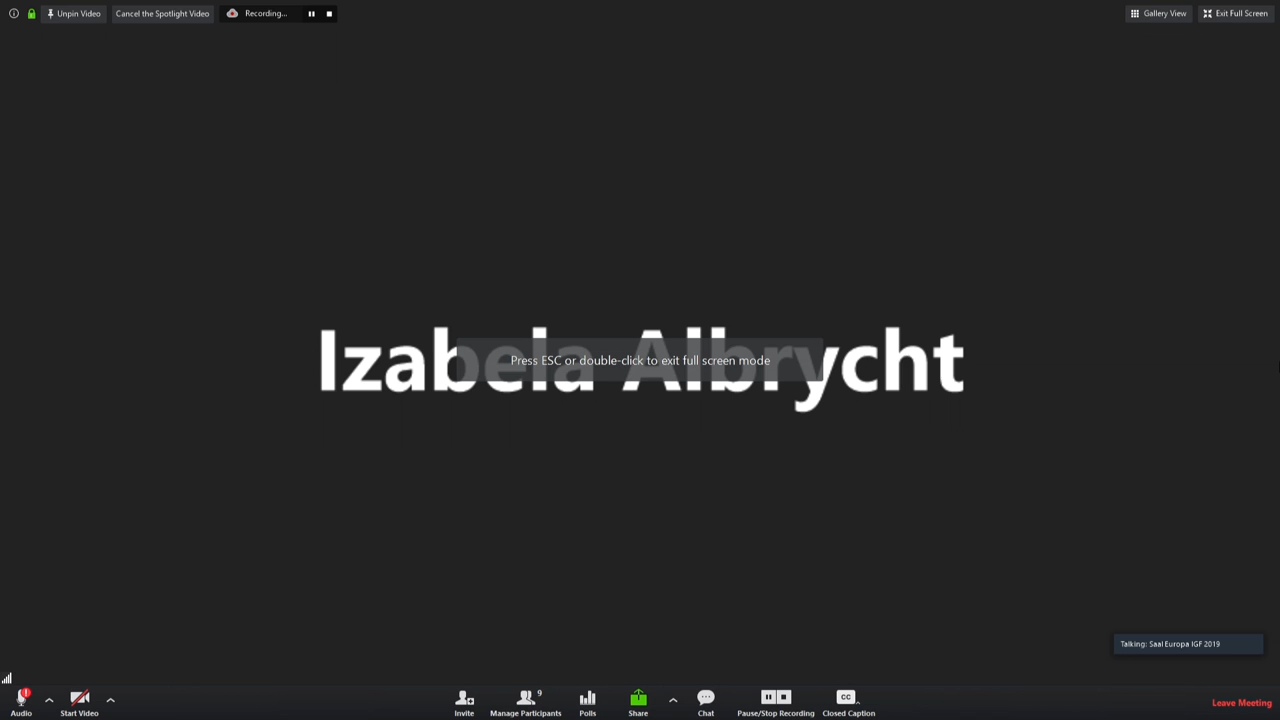 Unpin Video
Cancel the Spotlight Video
Recording...
Gallery View
Exit Full Screen
Izabela Albrycht
Press ESC or double-click to exit full screen mode
Talking: Saal Europa IGF 2019
Audio
Start Video
Invite
9
Manage Participants
Polls
Share
Chat
Pause/Stop Recording
CC
Closed Caption
Leave Meeting